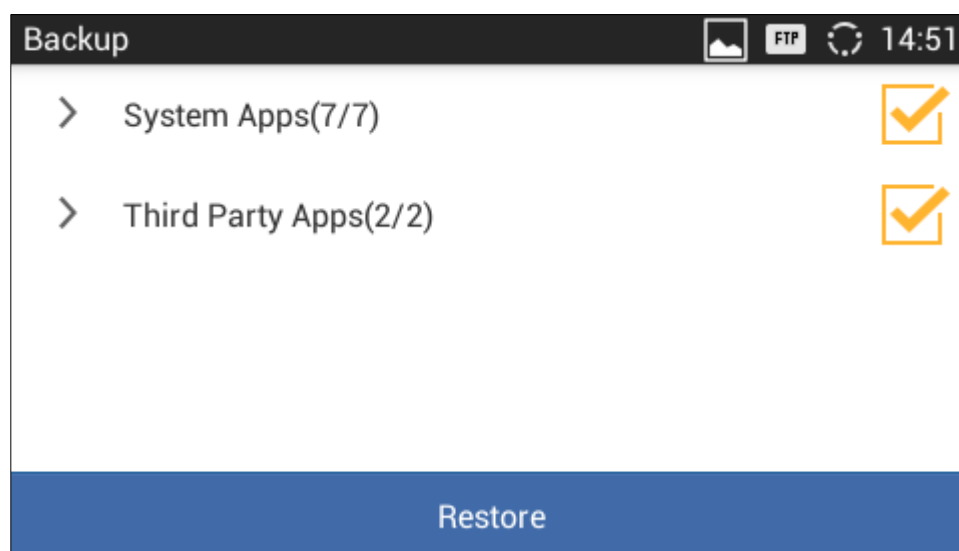 Backup FTP 14:51
System Apps(7/7)
Third Party Apps(2/2)
Restore